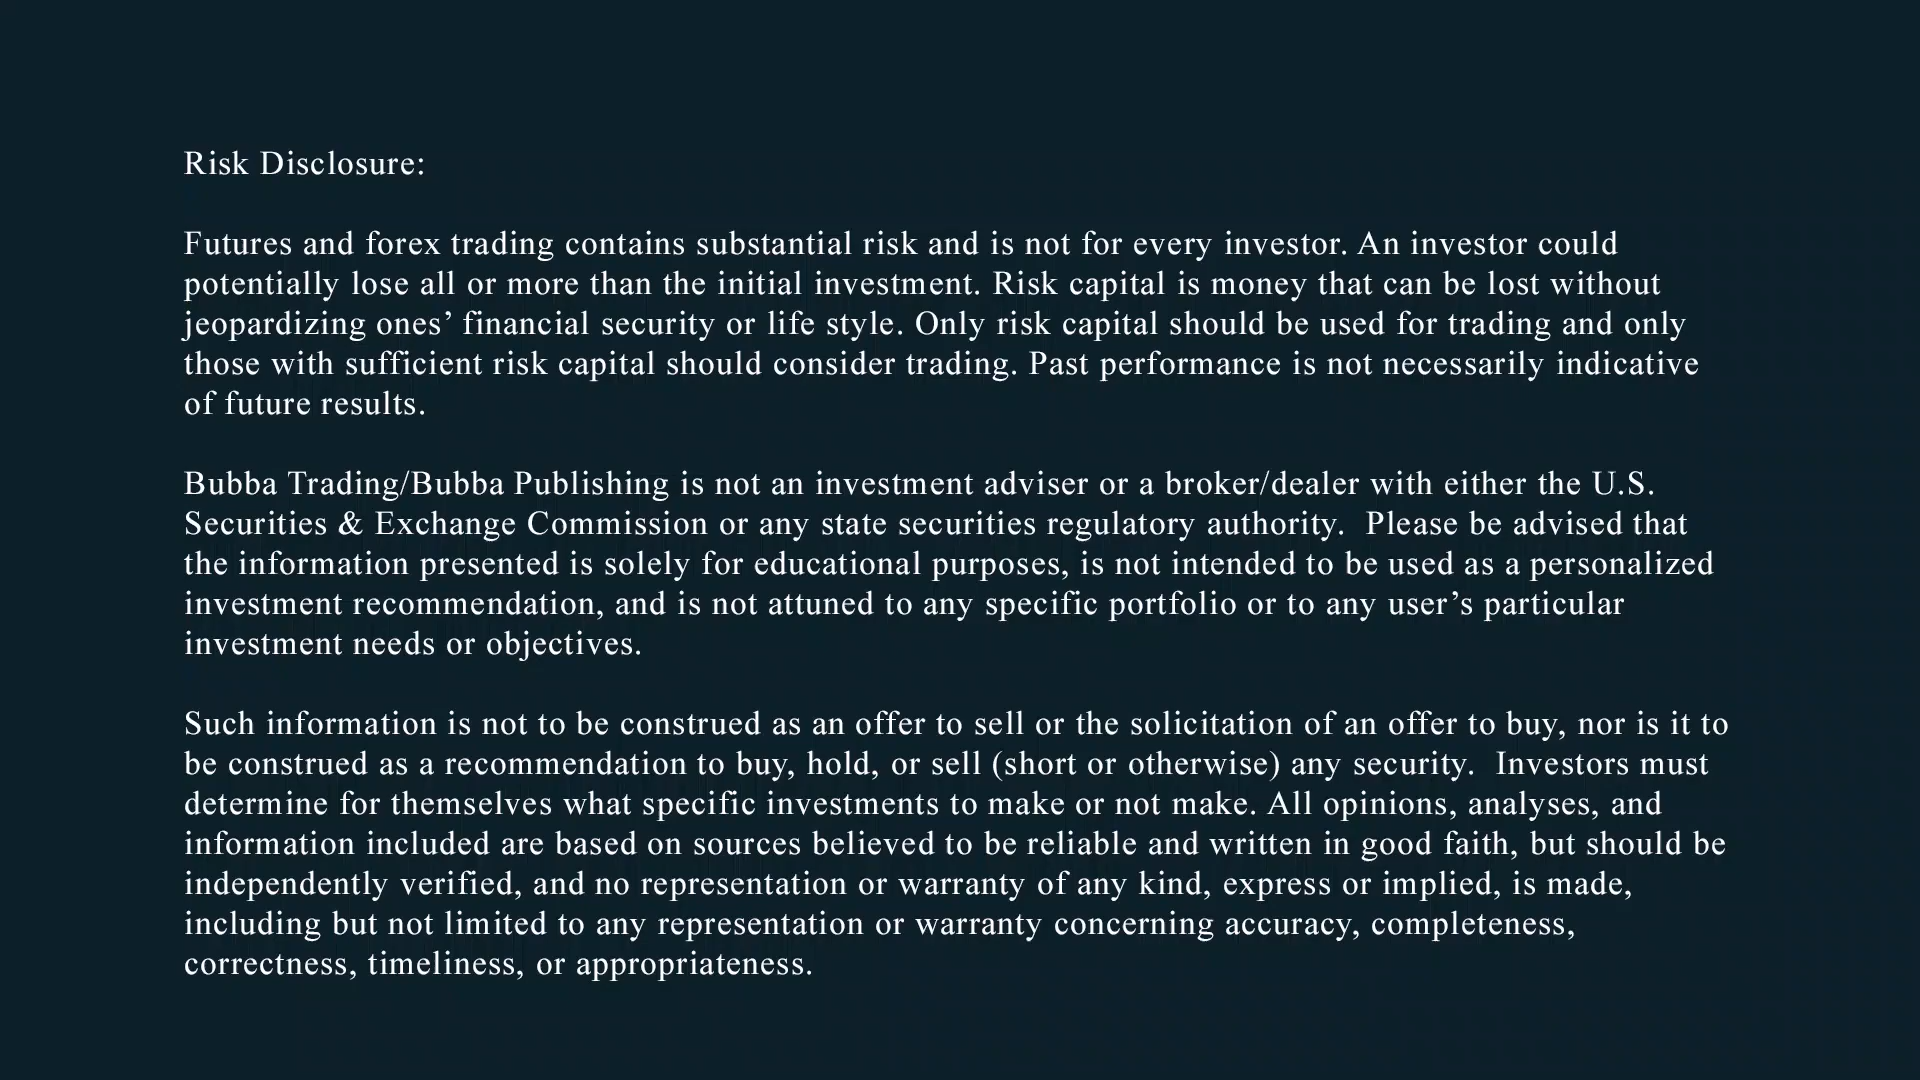 Risk Disclosure:
Futures and forex trading contains substantial risk and is not for every investor. An investor could
potentially lose all or more than the initial investment. Risk capital is money that can be lost without
jeopardizing ones’ financial security or life style. Only risk capital should be used for trading and only
those with sufficient risk capital should consider trading. Past performance is not necessarily indicative
of future results.
Bubba Trading/Bubba Publishing is not an investment adviser or a broker/dealer with either the U.S.
Securities & Exchange Commission or any state securities regulatory authority.  Please be advised that
the information presented is solely for educational purposes, is not intended to be used as a personalized
investment recommendation, and is not attuned to any specific portfolio or to any user’s particular
investment needs or objectives.
Such information is not to be construed as an offer to sell or the solicitation of an offer to buy, nor is it to
be construed as a recommendation to buy, hold, or sell (short or otherwise) any security.  Investors must
determine for themselves what specific investments to make or not make. All opinions, analyses, and
information included are based on sources believed to be reliable and written in good faith, but should be
independently verified, and no representation or warranty of any kind, express or implied, is made,
including but not limited to any representation or warranty concerning accuracy, completeness,
correctness, timeliness, or appropriateness.